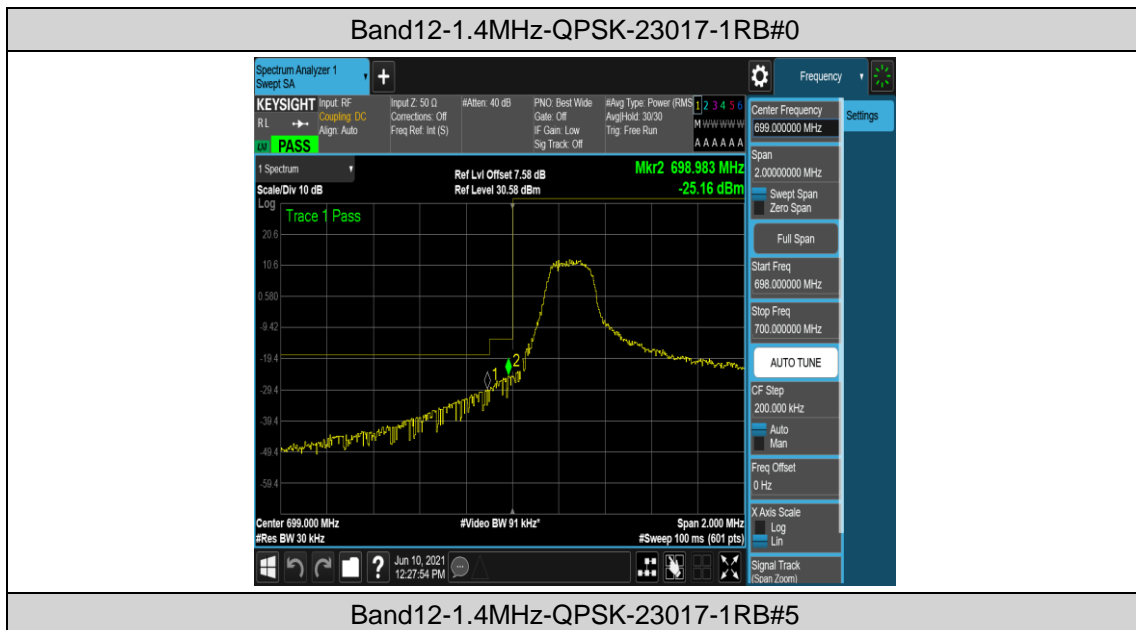 Band12-1.4MHz-QPSK-23017-1RB#0
Spectrum Analyzer 1
Swept SA
Frequency
KEYSIGHT
R L
PASS
Input: RF
Coupling: DC
Align: Auto
Input Z: 50 Ω
Corrections: Off
Freq Ref: Int (S)
#Atten: 40 dB
PNO: Best Wide
Gate: Off
IF Gain: Low
Sig Track: Off
#Avg Type: Power (RMS
Avg|Hold: 30/30
Trig: Free Run
1 2 3 4 5 6
M W W W W W
A A A A A A
1 Spectrum
Scale/Div 10 dB
Ref Lvl Offset 7.58 dB
Ref Level 30.58 dBm
Mkr2 698.983 MHz
-25.16 dBm
Log
Trace 1 Pass
20.6
10.6
0.580
-9.42
-19.4
-29.4
-39.4
-49.4
-59.4
1
2
Center 699.000 MHz
#Res BW 30 kHz
#Video BW 91 kHz*
Span 2.000 MHz
#Sweep 100 ms (601 pts)
Jun 10, 2021
12:27:54 PM
?
Center Frequency
699.000000 MHz
Settings
Span
2.00000000 MHz
Swept Span
Zero Span
Full Span
Start Freq
698.000000 MHz
Stop Freq
700.000000 MHz
AUTO TUNE
CF Step
200.000 kHz
Auto
Man
Freq Offset
0 Hz
X Axis Scale
Log
Lin
Signal Track
(Span Zoom)
Band12-1.4MHz-QPSK-23017-1RB#5